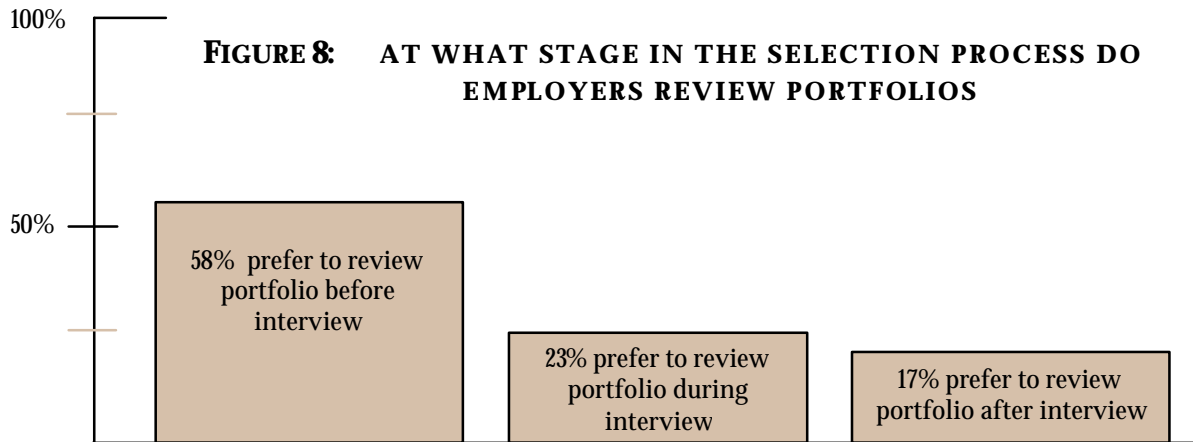 100%
FIGURE 8: AT WHAT STAGE IN THE SELECTION PROCESS DO
EMPLOYERS REVIEW PORTFOLIOS
50%
58% prefer to review
portfolio before
interview
23% prefer to review
portfolio during
interview
17% prefer to review
portfolio after interview